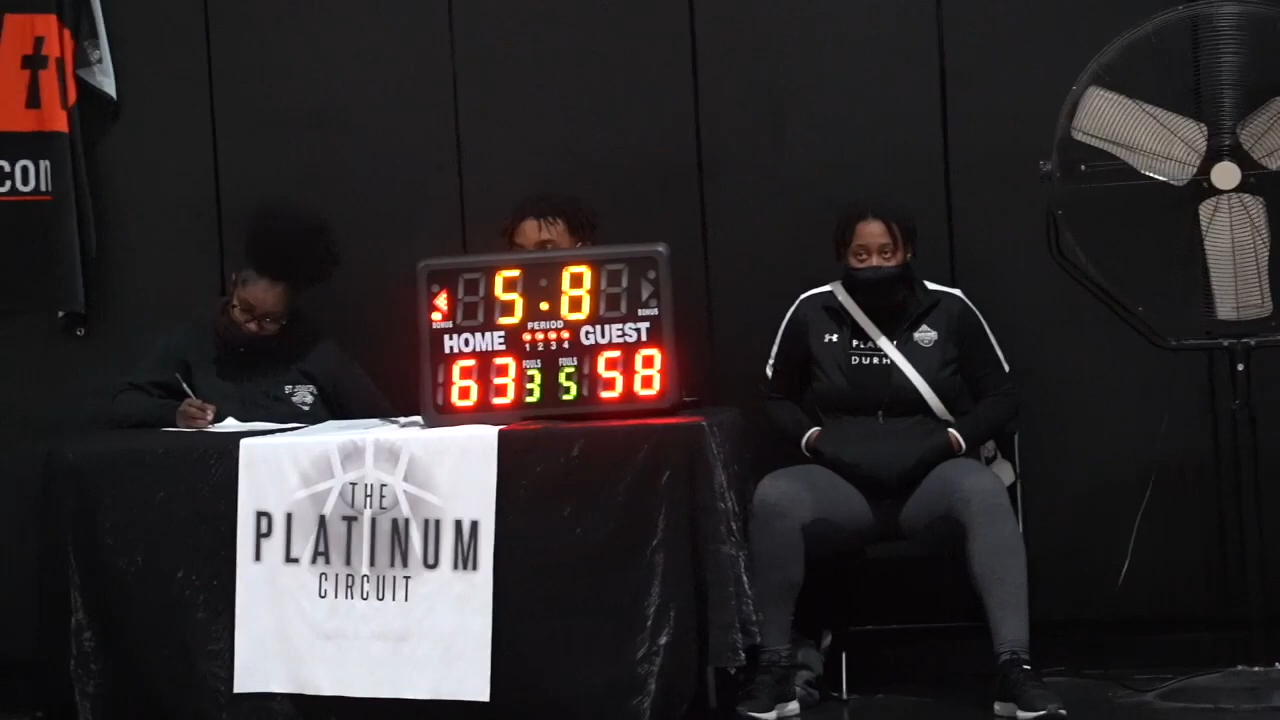 con
5.8
BONUS
BONUS
PERIOD
HOME
GUEST
1 2 3 4
FOULS
FOULS
63
3
5
58
ST JOSEPH
DURH
THE
PLATINUM
CIRCUIT